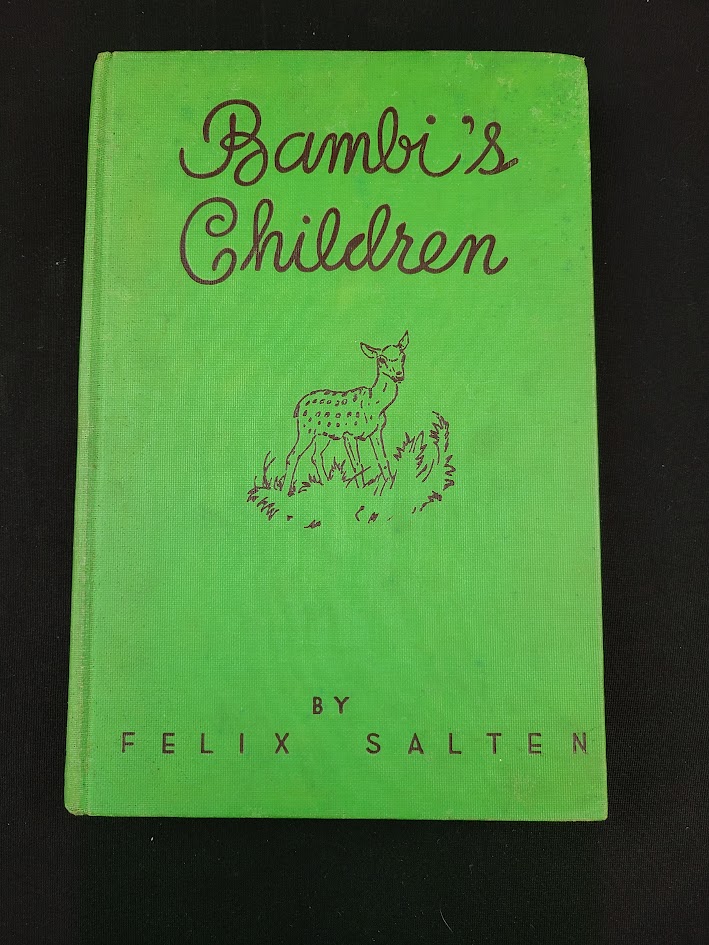 Bambi's
Children
BY
FELIX SALTEN